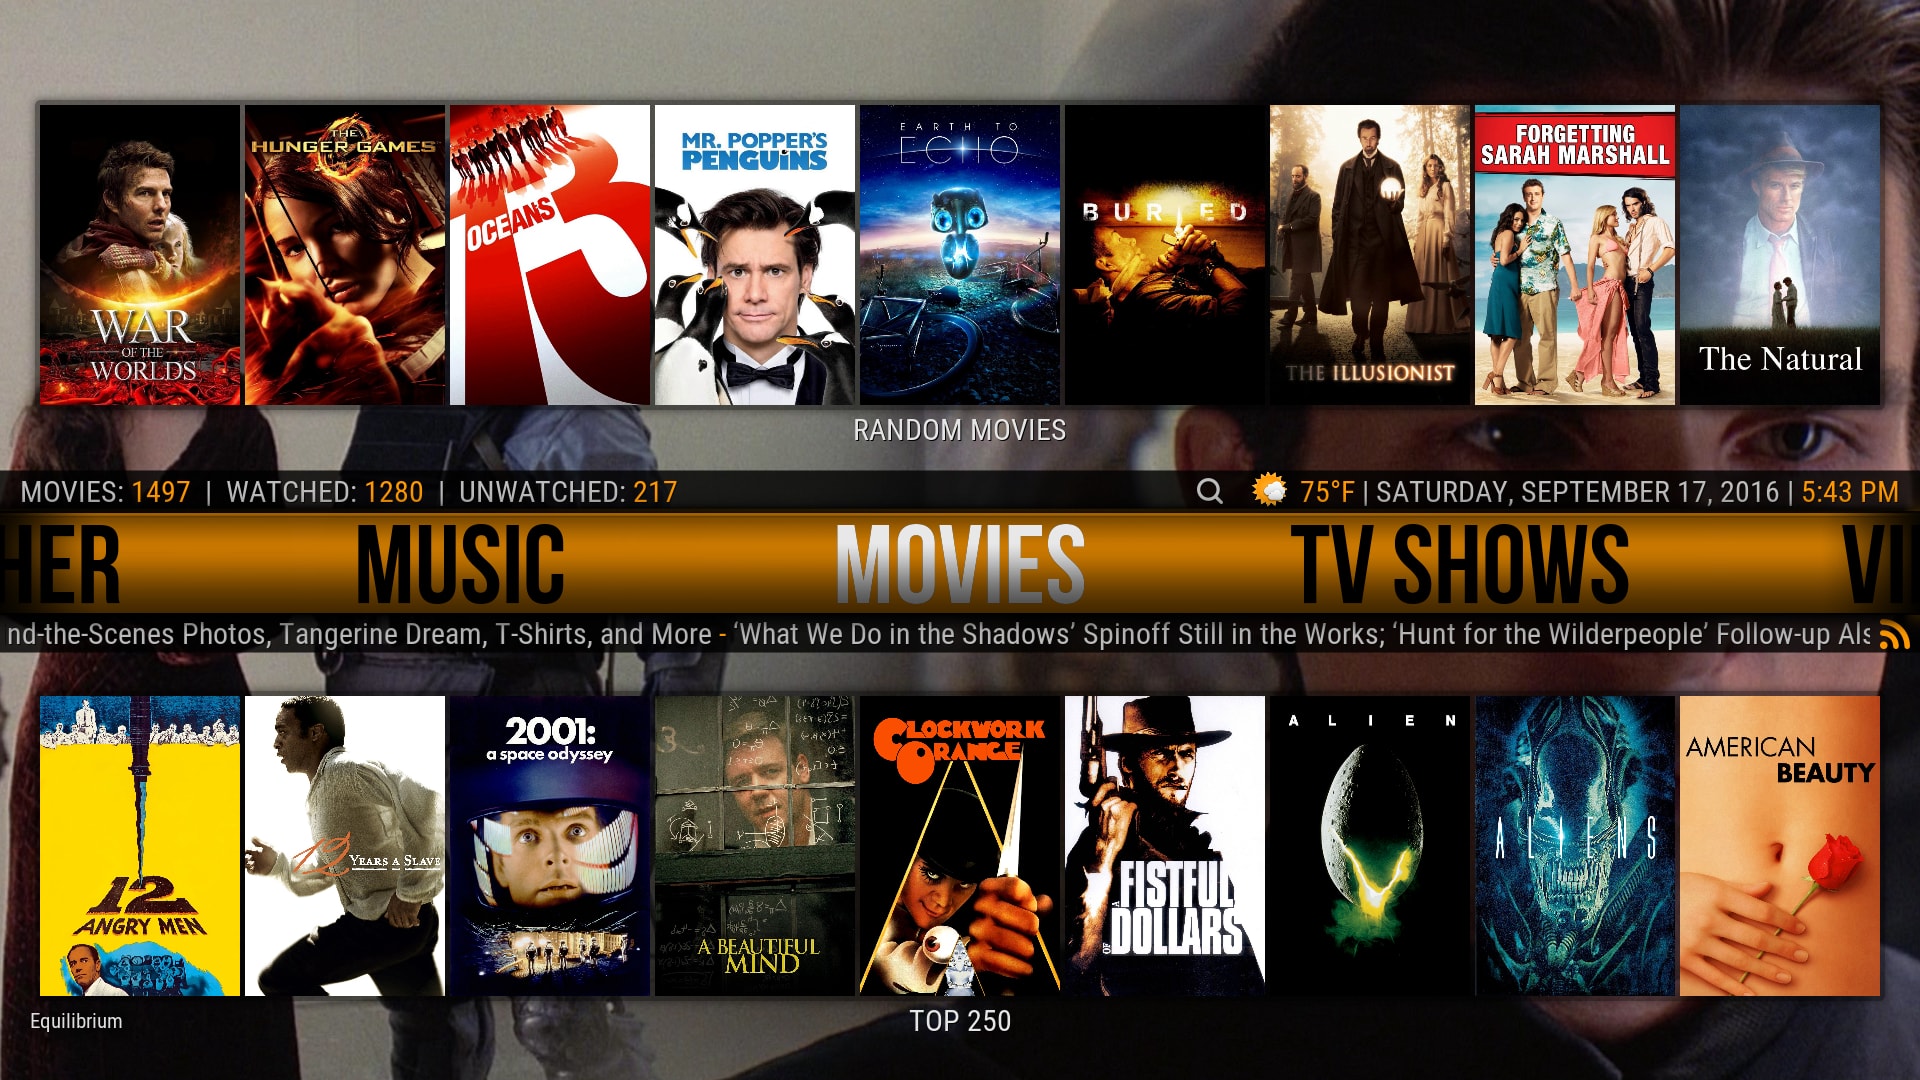 WAR
OF THE
WORLDS
THE
HUNGER GAMES
OCEANS
13
MR. POPPER'S
PENGUINS
EARTH TO
ECHO
BURIED
THE ILLUSIONIST
FORGETTING
SARAH MARSHALL
The Natural
RANDOM MOVIES
MOVIES: 1497 | WATCHED: 1280 | UNWATCHED: 217
75°F | SATURDAY, SEPTEMBER 17, 2016 | 5:43 PM
HER MUSIC MOVIES TV SHOWS VI
nd-the-Scenes Photos, Tangerine Dream, T-Shirts, and More - ‘What We Do in the Shadows’ Spinoff Still in the Works; ‘Hunt for the Wilderpeople’ Follow-up Als
12
ANGRY MEN
12 YEARS A SLAVE
2001:
a space odyssey
A BEAUTIFUL
MIND
CLOCKWORK
ORANGE
A FISTFUL
OF DOLLARS
ALIEN
ALIENS
AMERICAN
BEAUTY
Equilibrium
TOP 250